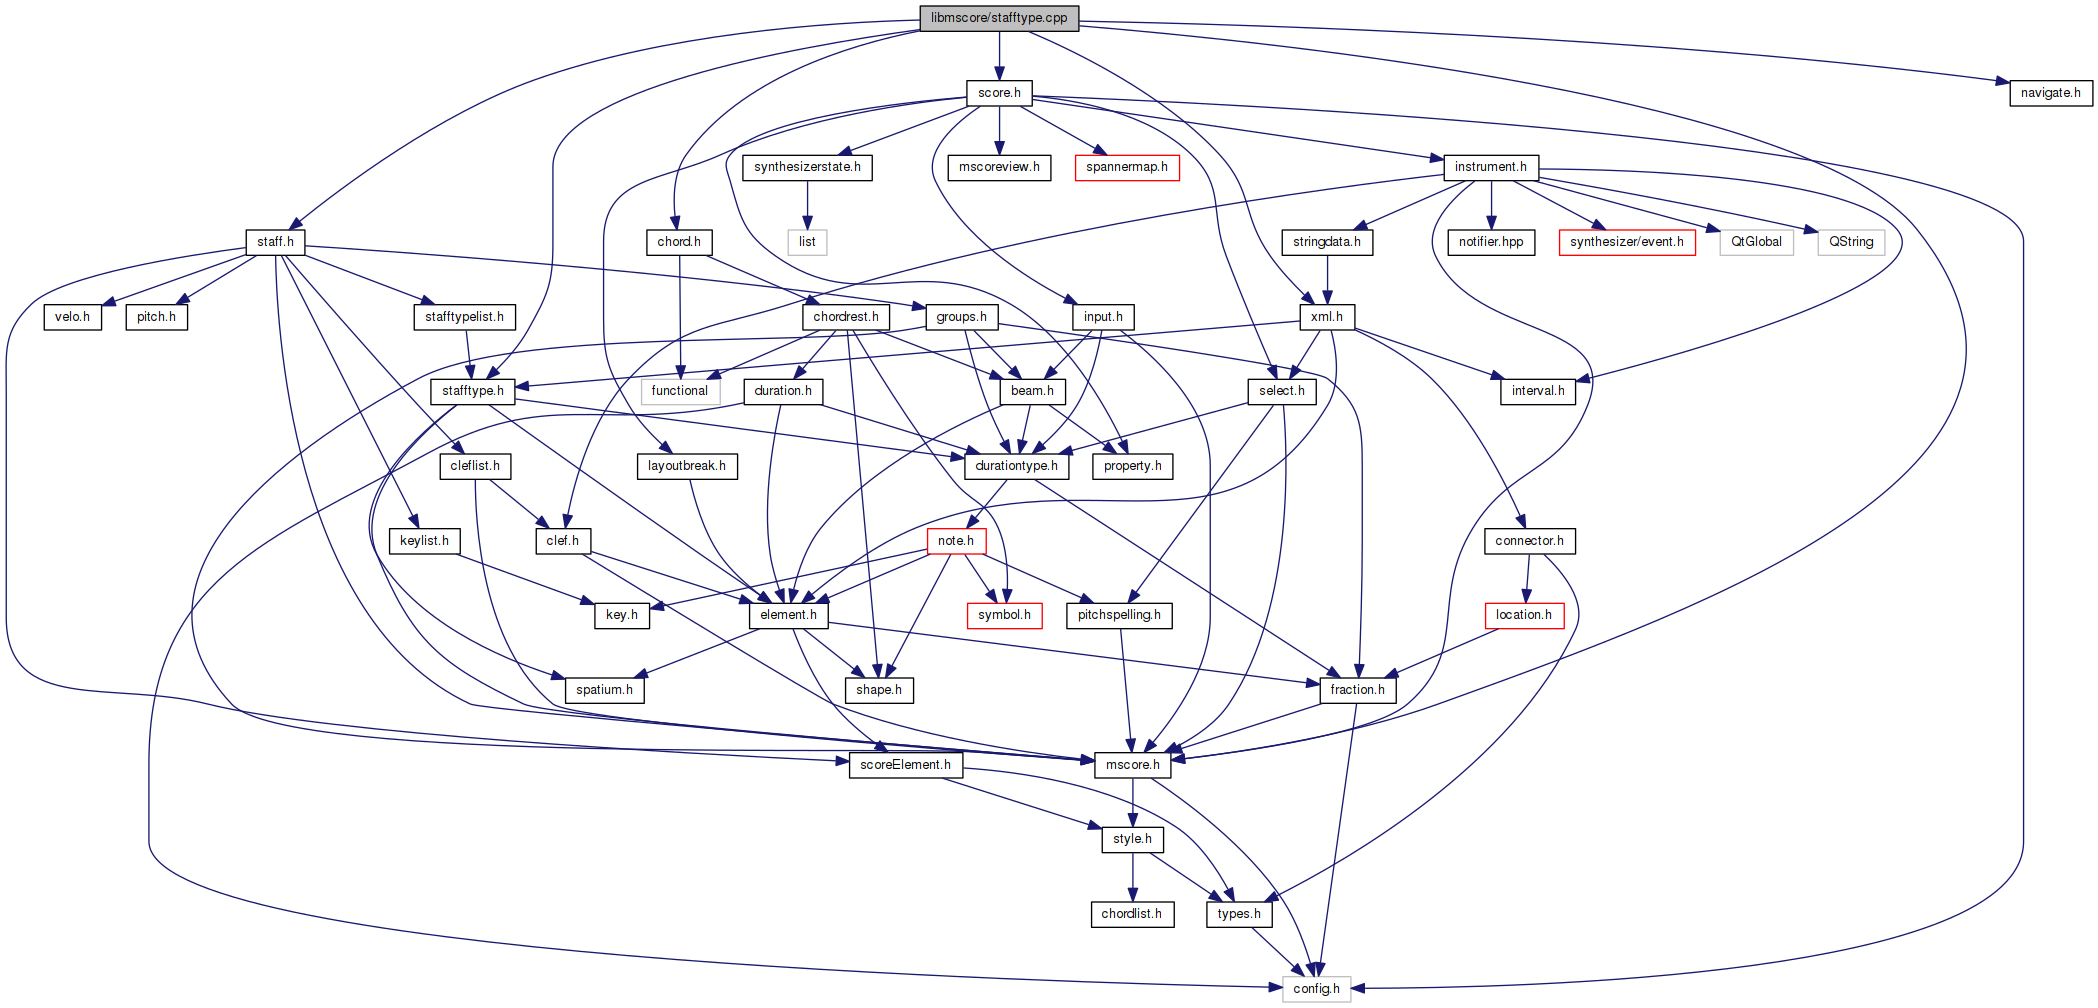 libmscore/stafftype.cpp
score.h
navigate.h
synthesizerstate.h
mscoreview.h
spannermap.h
instrument.h
staff.h
chord.h
list
stringdata.h
notifier.hpp
synthesizer/event.h
QtGlobal
QString
velo.h
pitch.h
stafftypelist.h
chordrest.h
groups.h
input.h
xml.h
stafftype.h
functional
duration.h
beam.h
select.h
interval.h
cleflist.h
layoutbreak.h
durationtype.h
property.h
keylist.h
clef.h
note.h
connector.h
key.h
element.h
symbol.h
pitchspelling.h
location.h
spatium.h
shape.h
fraction.h
scoreElement.h
mscore.h
style.h
chordlist.h
types.h
config.h